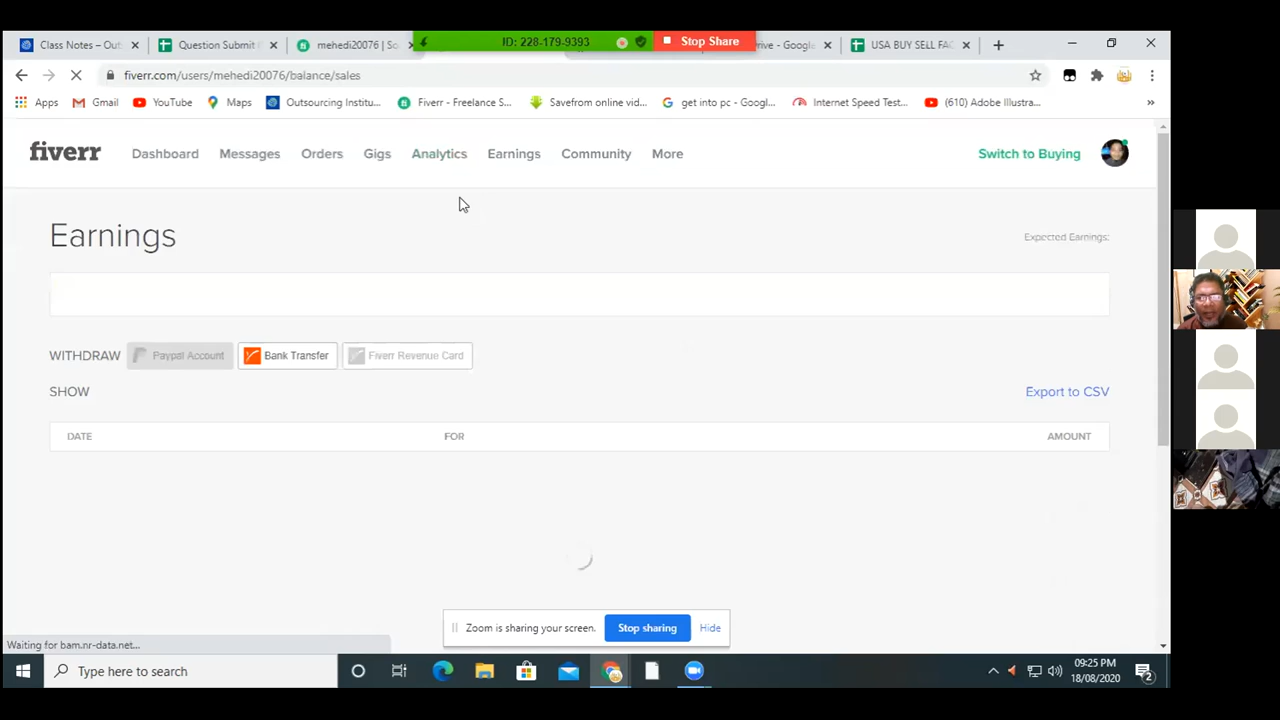 Class Notes – Out
Question Submit
mehedi20076 | So
ID: 228-179-9393
Stop Share
rive - Google
USA BUY SELL FAC
fiverr.com/users/mehedi20076/balance/sales
Apps
Gmail
YouTube
Maps
Outsourcing Institu...
Fiverr - Freelance S...
Savefrom online vid...
get into pc - Googl...
Internet Speed Test...
(610) Adobe Illustra...
»
fiverr
Dashboard
Messages
Orders
Gigs
Analytics
Earnings
Community
More
Switch to Buying
Earnings
Expected Earnings:
WITHDRAW
Paypal Account
Bank Transfer
Fiverr Revenue Card
SHOW
Export to CSV
DATE
FOR
AMOUNT
Zoom is sharing your screen.
Stop sharing
Hide
Waiting for bam.nr-data.net...
Type here to search
09:25 PM
18/08/2020
2